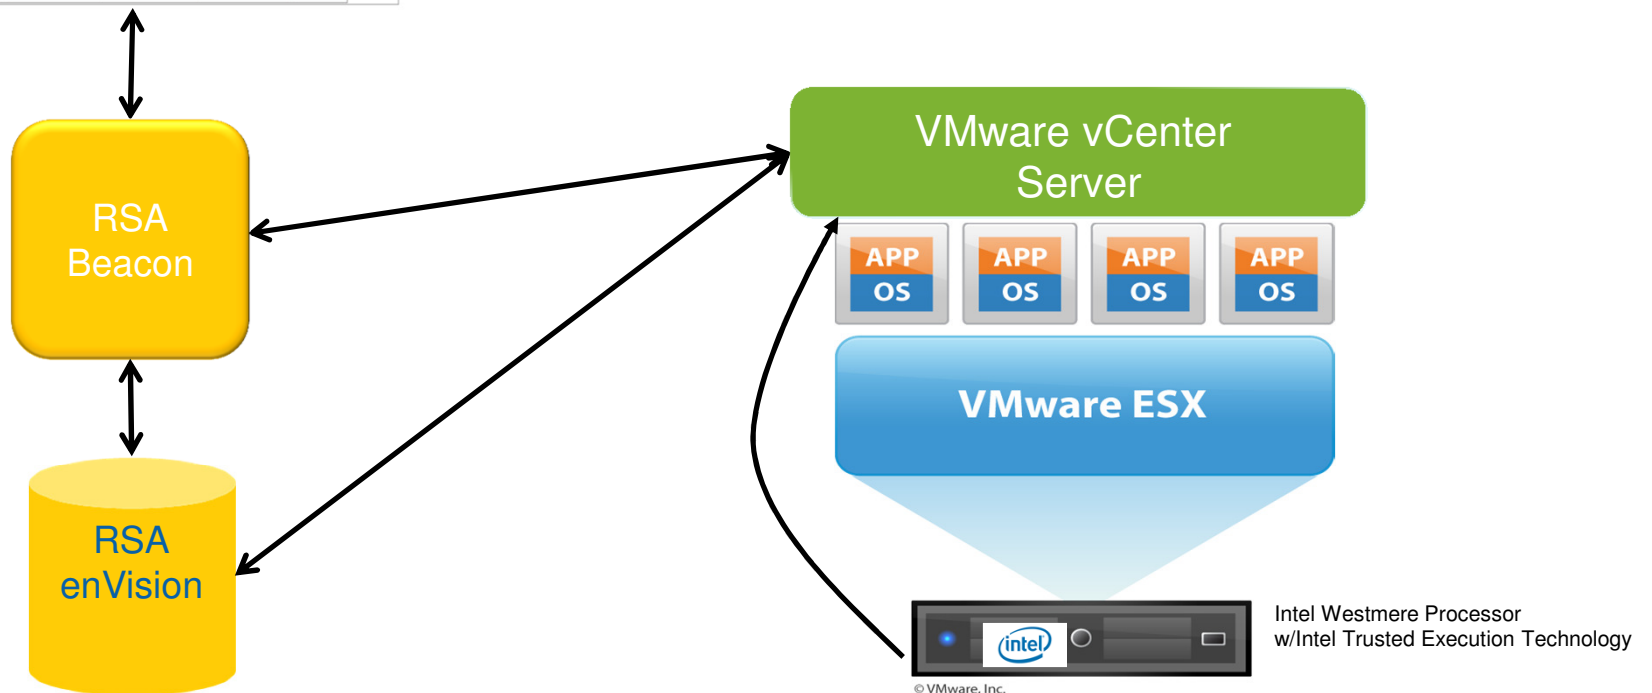 VMware vCenter
Server
RSA
Beacon
APP
OS
APP
OS
APP
OS
APP
OS
VMware ESX
RSA
enVision
intel
Intel Westmere Processor
w/Intel Trusted Execution Technology
© VMware, Inc.